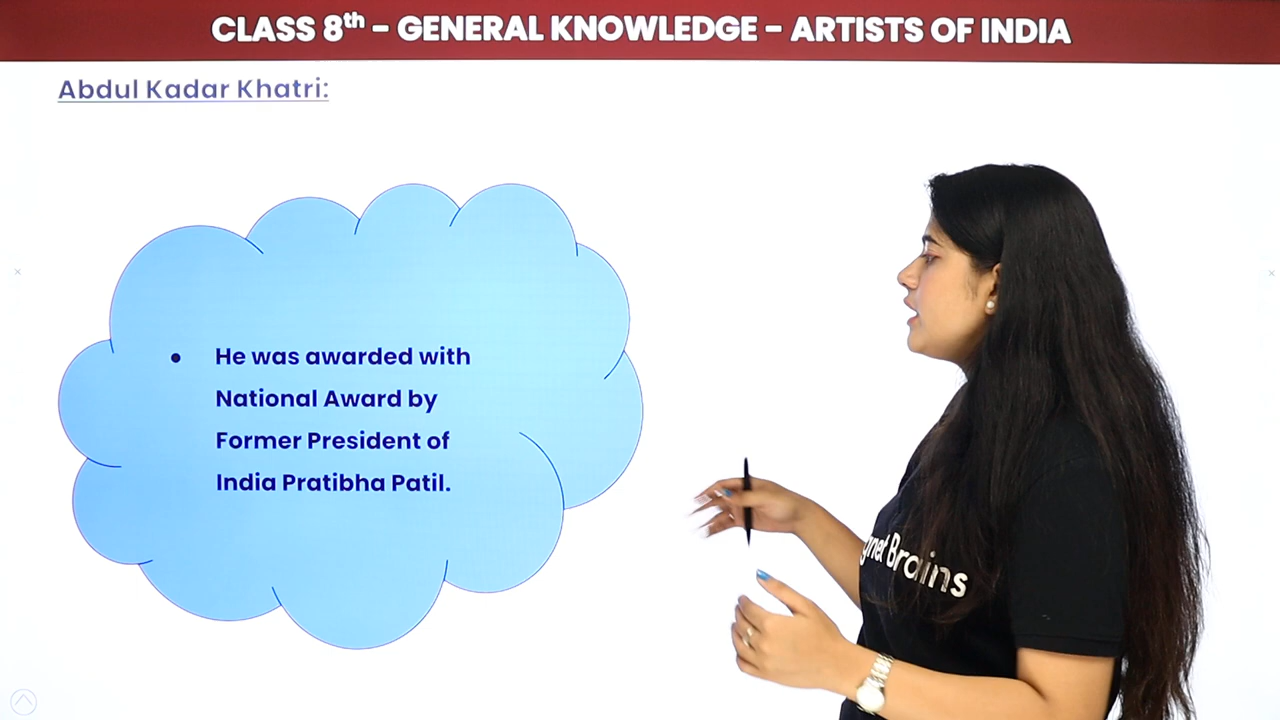 CLASS 8th – GENERAL KNOWLEDGE – ARTISTS OF INDIA
Abdul Kadar Khatri:
• He was awarded with
National Award by
Former President of
India Pratibha Patil.
Brains